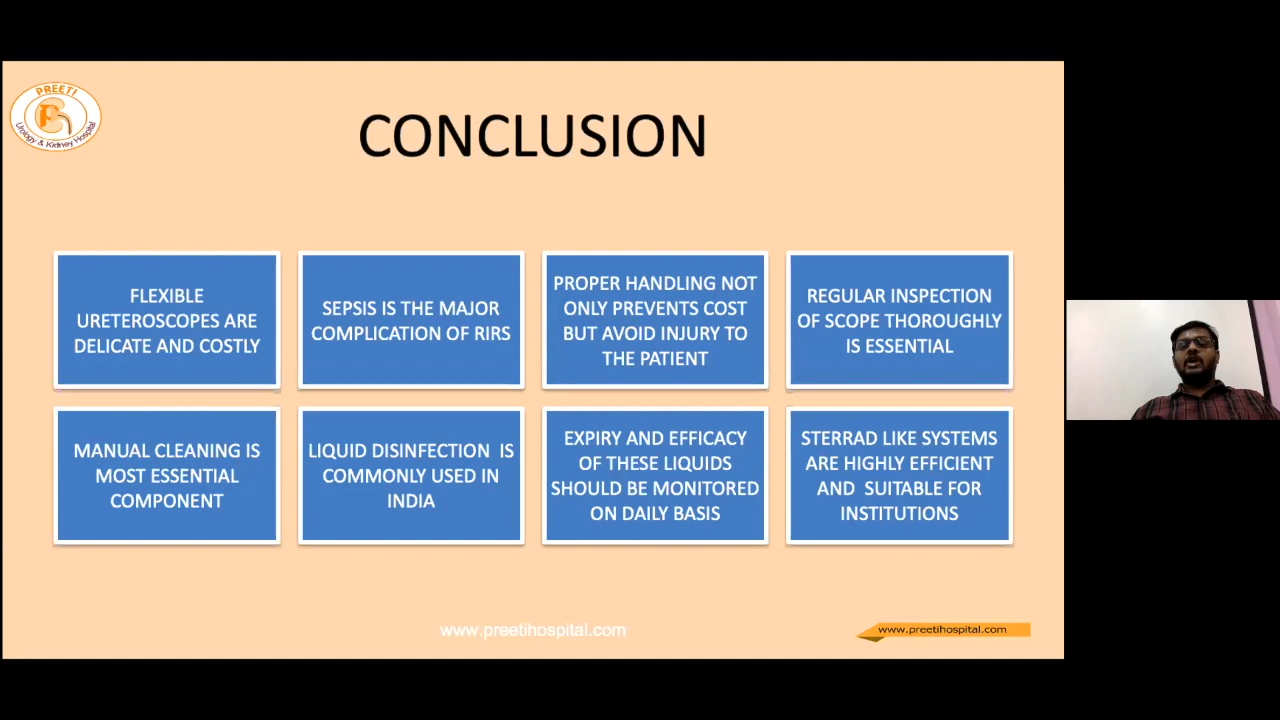 PREETI
Urology & Kidney Hospital
CONCLUSION
FLEXIBLE
URETEROSCOPES ARE
DELICATE AND COSTLY
SEPSIS IS THE MAJOR
COMPLICATION OF RIRS
PROPER HANDLING NOT
ONLY PREVENTS COST
BUT AVOID INJURY TO
THE PATIENT
REGULAR INSPECTION
OF SCOPE THOROUGHLY
IS ESSENTIAL
MANUAL CLEANING IS
MOST ESSENTIAL
COMPONENT
LIQUID DISINFECTION IS
COMMONLY USED IN
INDIA
EXPIRY AND EFFICACY
OF THESE LIQUIDS
SHOULD BE MONITORED
ON DAILY BASIS
STERRAD LIKE SYSTEMS
ARE HIGHLY EFFICIENT
AND SUITABLE FOR
INSTITUTIONS
www.preetihospital.com
www.preetihospital.com